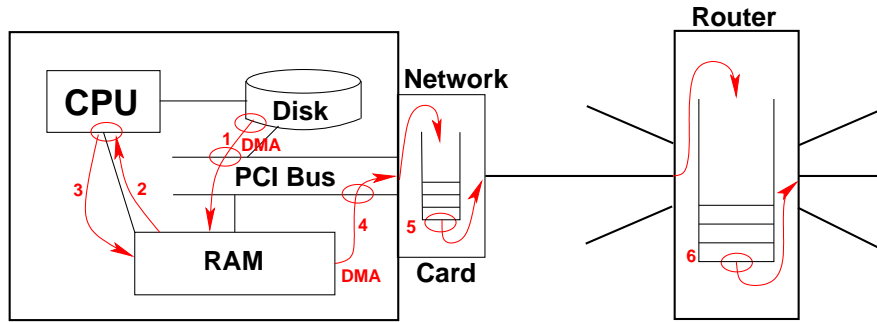 Router
Network
CPU
Disk
1
DMA
PCI Bus
3
2
4
5
RAM
6
DMA
Card